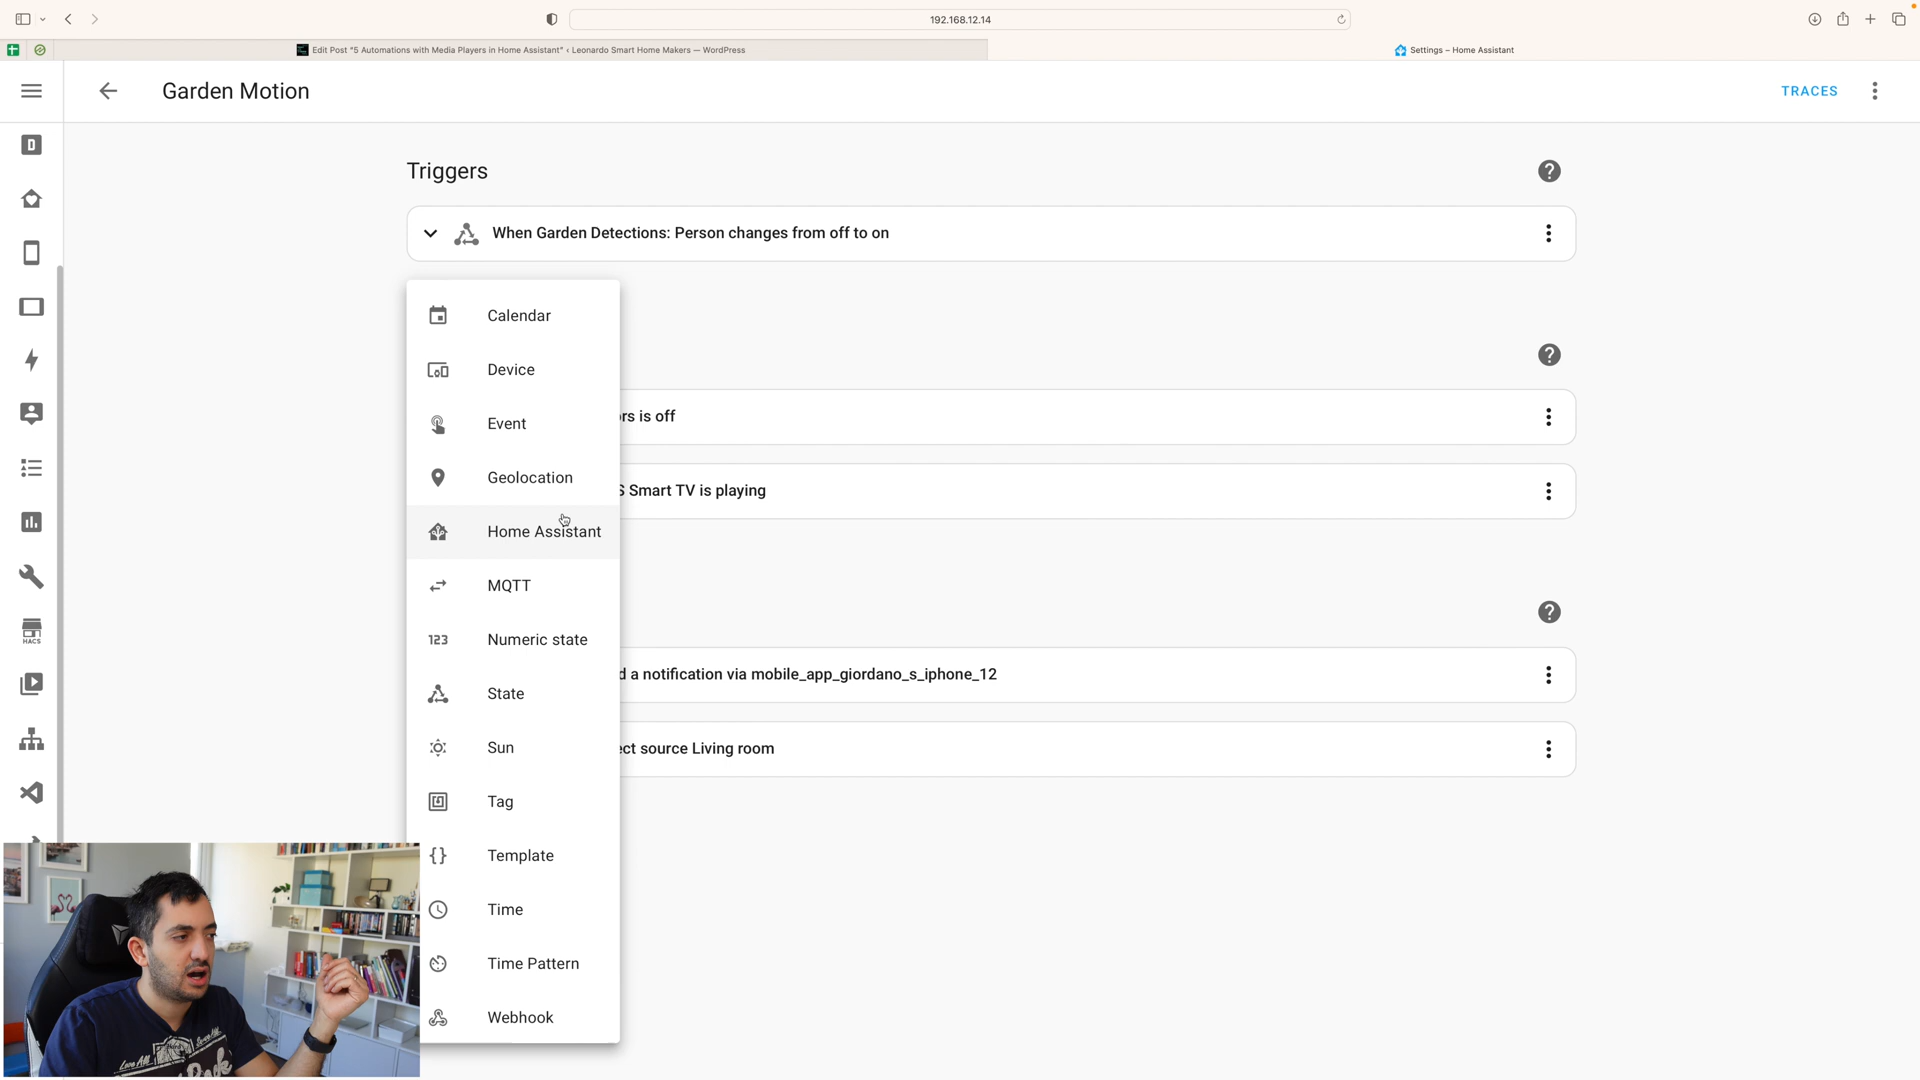 192.168.12.14
Edit Post "5 Automations with Media Players in Home Assistant" ‹ Leonardo Smart Home Makers — WordPress
Settings – Home Assistant
Garden Motion
TRACES
D
Triggers
When Garden Detections: Person changes from off to on
Calendar
Device
Event
Geolocation
Home Assistant
MQTT
123 Numeric state
State
Sun
Tag
Template
Time
Time Pattern
Webhook
rs is off
S Smart TV is playing
d a notification via mobile_app_giordano_s_iphone_12
ect source Living room
HACS